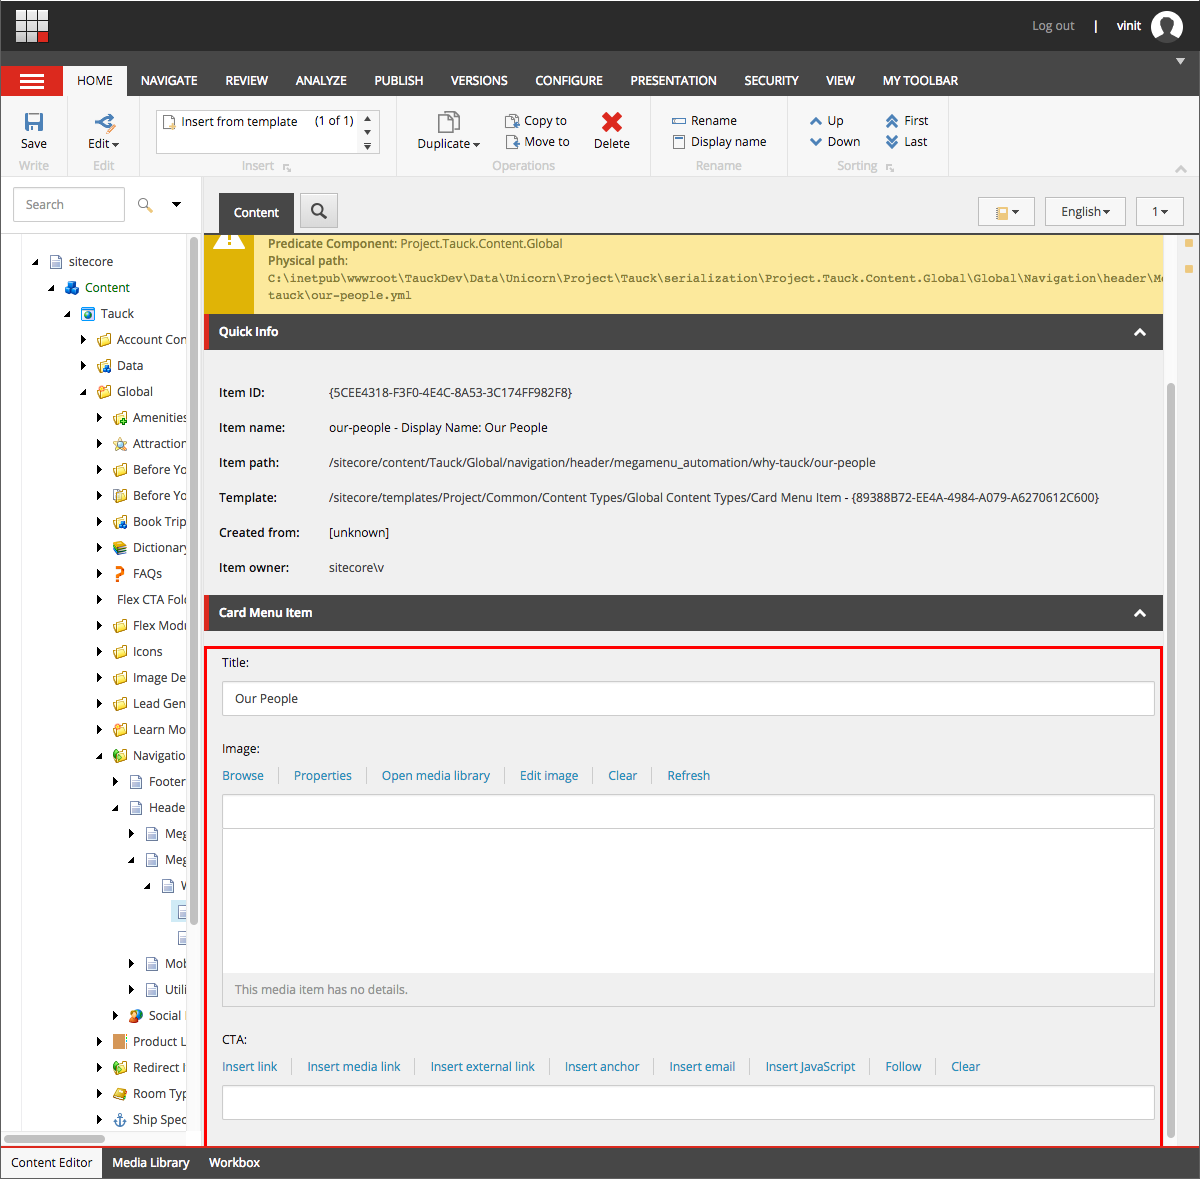 Log out | vinit
HOME NAVIGATE REVIEW ANALYZE PUBLISH VERSIONS CONFIGURE PRESENTATION SECURITY VIEW MY TOOLBAR
Save
Write
Edit
Edit
Insert from template (1 of 1)
Insert
Duplicate
Copy to
Move to
Delete
Operations
Rename
Display name
Rename
Up
Down
First
Last
Sorting
Search
sitecore
Content
Tauck
Account Con
Data
Global
Amenities
Attraction
Before Yo
Before Yo
Book Trip
Dictionary
FAQs
Flex CTA Fol
Flex Modu
Icons
Image De
Lead Gen
Learn Mo
Navigatio
Footer
Heade
Meg
Meg
W
Mob
Utili
Social
Product L
Redirect I
Room Typ
Ship Spec
Content
English
1
Predicate Component: Project.Tauck.Content.Global
Physical path:
C:\inetpub\wwwroot\TauckDev\Data\Unicorn\Project\Tauck\serialization\Project.Tauck.Content.Global\Global\Navigation\header\Me
tauck\our-people.yml
Quick Info
Item ID: {5CEE4318-F3F0-4E4C-8A53-3C174FF982F8}
Item name: our-people - Display Name: Our People
Item path: /sitecore/content/Tauck/Global/navigation/header/megamenu_automation/why-tauck/our-people
Template: /sitecore/templates/Project/Common/Content Types/Global Content Types/Card Menu Item - {89388B72-EE4A-4984-A079-A6270612C600}
Created from: [unknown]
Item owner: sitecore\v
Card Menu Item
Title:
Our People
Image:
Browse Properties Open media library Edit image Clear Refresh
This media item has no details.
CTA:
Insert link Insert media link Insert external link Insert anchor Insert email Insert JavaScript Follow Clear
Content Editor Media Library Workbox